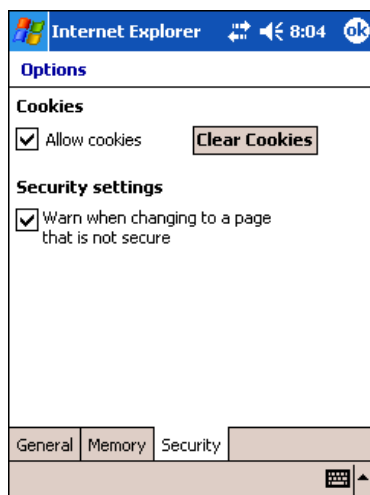 Internet Explorer 8:04 ok
Options
Cookies
Allow cookies Clear Cookies
Security settings
Warn when changing to a page
that is not secure
General Memory Security